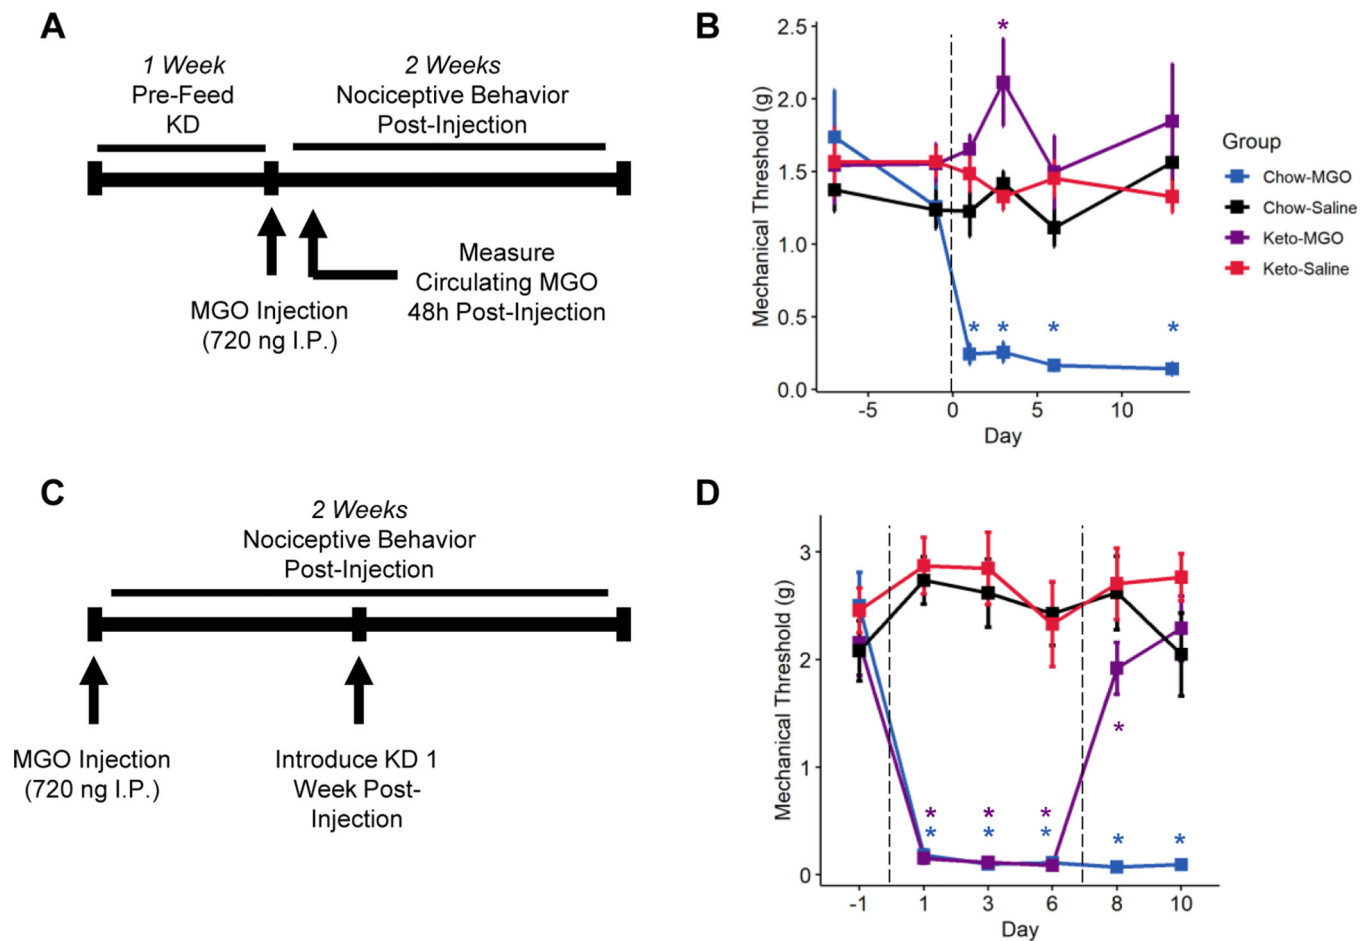 A
1 Week
Pre-Feed
KD
2 Weeks
Nociceptive Behavior
Post-Injection
MGO Injection
(720 ng I.P.)
Measure
Circulating MGO
48h Post-Injection
B
Mechanical Threshold (g)
2.5
2.0
1.5
1.0
0.5
0.0
*
* * * *
-5 0 5 10
Day
Group
Chow-MGO
Chow-Saline
Keto-MGO
Keto-Saline
C
2 Weeks
Nociceptive Behavior
Post-Injection
MGO Injection
(720 ng I.P.)
Introduce KD 1
Week Post-
Injection
D
Mechanical Threshold (g)
3
2
1
0
*
* * *
* * * * *
-1 1 3 6 8 10
Day